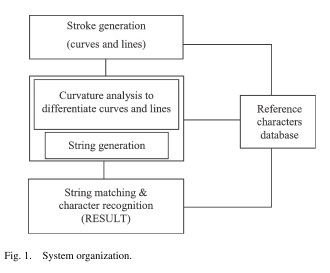 Stroke generation
(curves and lines)
Curvature analysis to
differentiate curves and lines
String generation
Reference
characters
database
String matching &
character recognition
(RESULT)
Fig. 1. System organization.